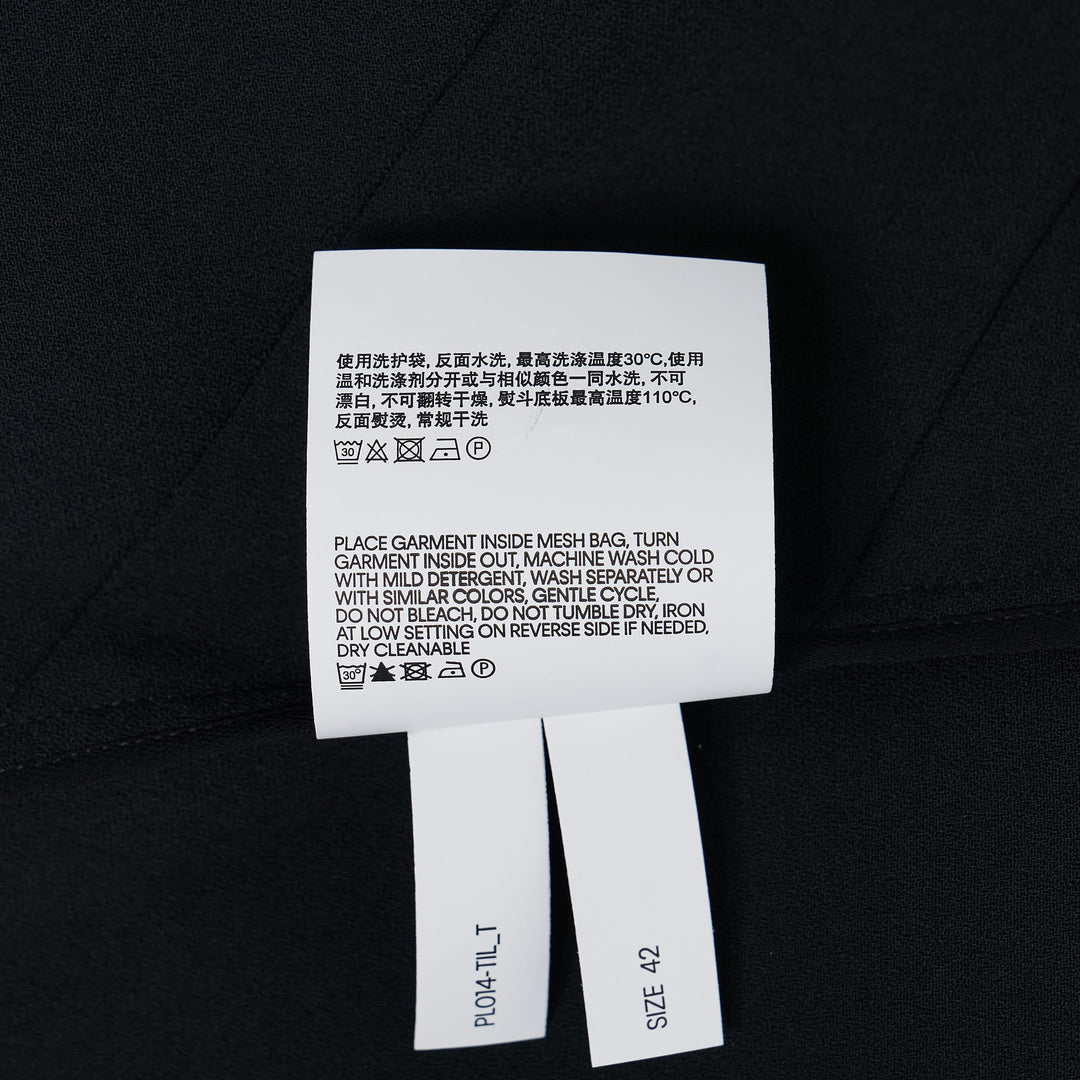 使用洗护袋, 反面水洗, 最高洗涤温度30°C,使用
温和洗涤剂分开或与相似颜色一同水洗, 不可
漂白, 不可翻转干燥, 熨斗底板最高温度110°C,
反面熨烫, 常规干洗
30 P
PLACE GARMENT INSIDE MESH BAG, TURN
GARMENT INSIDE OUT, MACHINE WASH COLD
WITH MILD DETERGENT, WASH SEPARATELY OR
WITH SIMILAR COLORS, GENTLE CYCLE,
DO NOT BLEACH, DO NOT TUMBLE DRY, IRON
AT LOW SETTING ON REVERSE SIDE IF NEEDED,
DRY CLEANABLE
30° P
PL014-TIL_T
SIZE 42